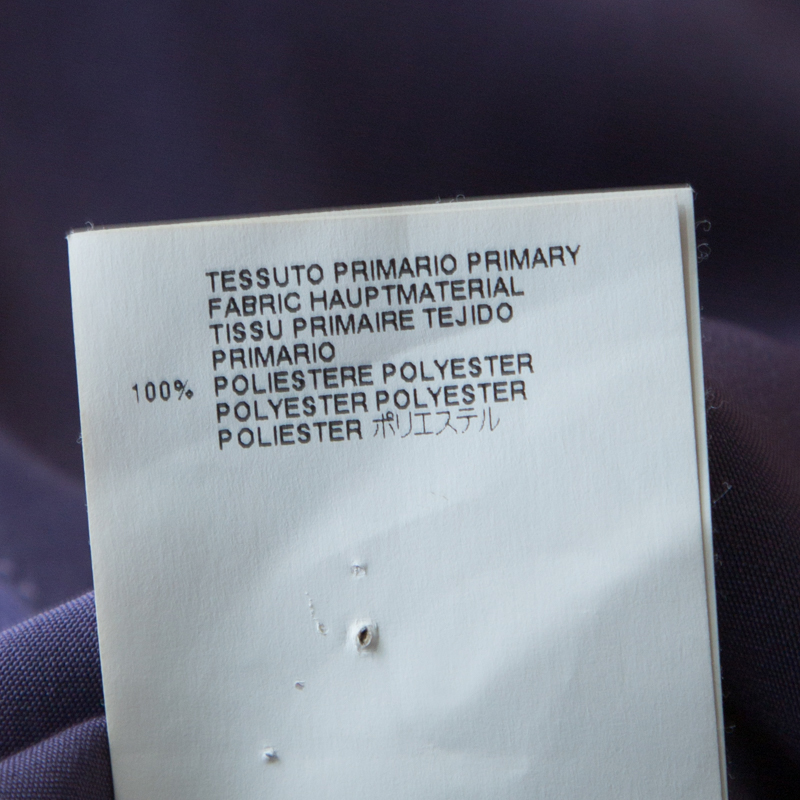 TESSUTO PRIMARIO PRIMARY
FABRIC HAUPTMATERIAL
TISSU PRIMAIRE TEJIDO
PRIMARIO
100% POLIESTERE POLYESTER
POLYESTER POLYESTER
POLIESTER ポリエステル